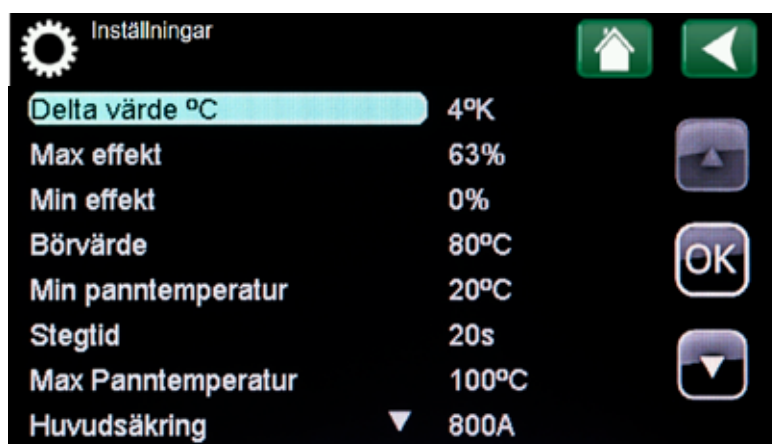 Inställningar
Delta värde ºC 4ºK
Max effekt 63%
Min effekt 0%
Börvärde 80ºC
Min panntemperatur 20ºC
Stegtid 20s
Max Panntemperatur 100ºC
Huvudsäkring 800A
OK